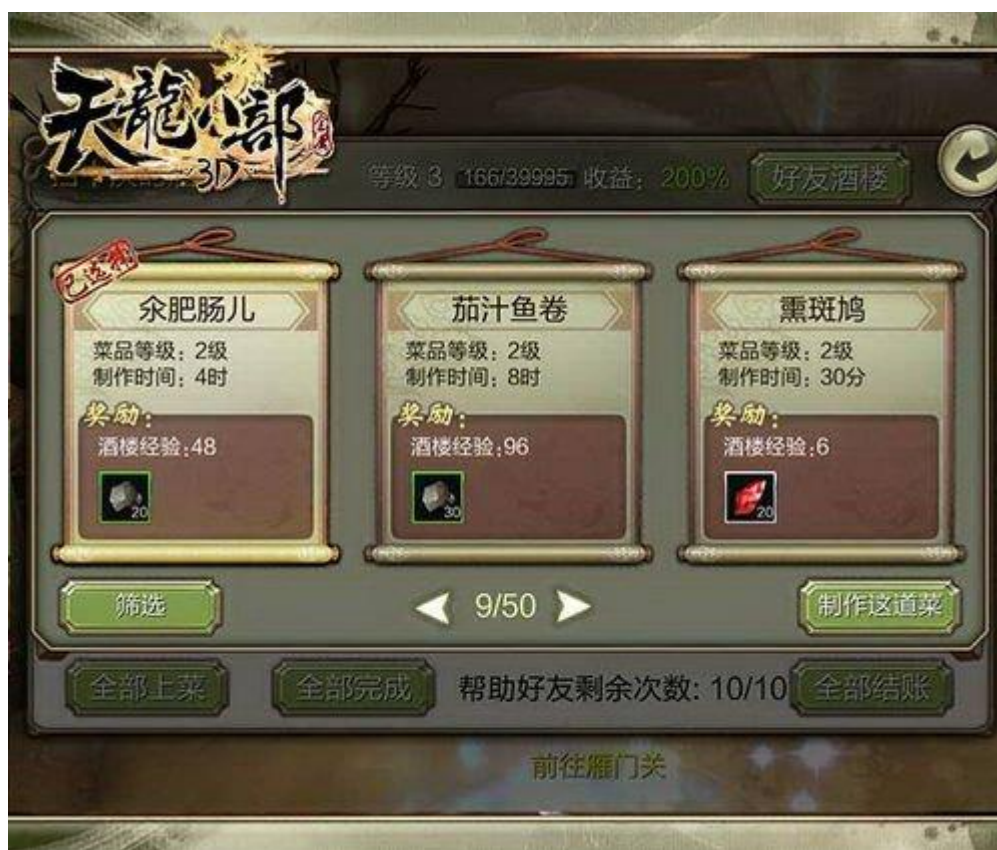 天龍八部
3D
等级 3 166/39995 收益：200% 好友酒楼
已选择
汆肥肠儿
菜品等级：2级
制作时间：4时
奖励：
酒楼经验:48
20
茄汁鱼卷
菜品等级：2级
制作时间：8时
奖励：
酒楼经验:96
30
熏斑鸠
菜品等级：2级
制作时间：30分
奖励：
酒楼经验:6
20
筛选
9/50
制作这道菜
全部上菜
全部完成
帮助好友剩余次数: 10/10
全部结账
前往雁门关